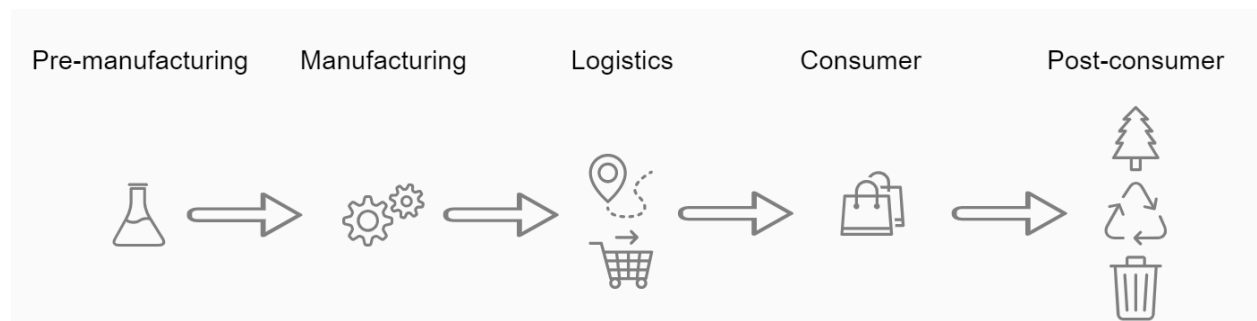 Pre-manufacturing
Manufacturing
Logistics
Consumer
Post-consumer